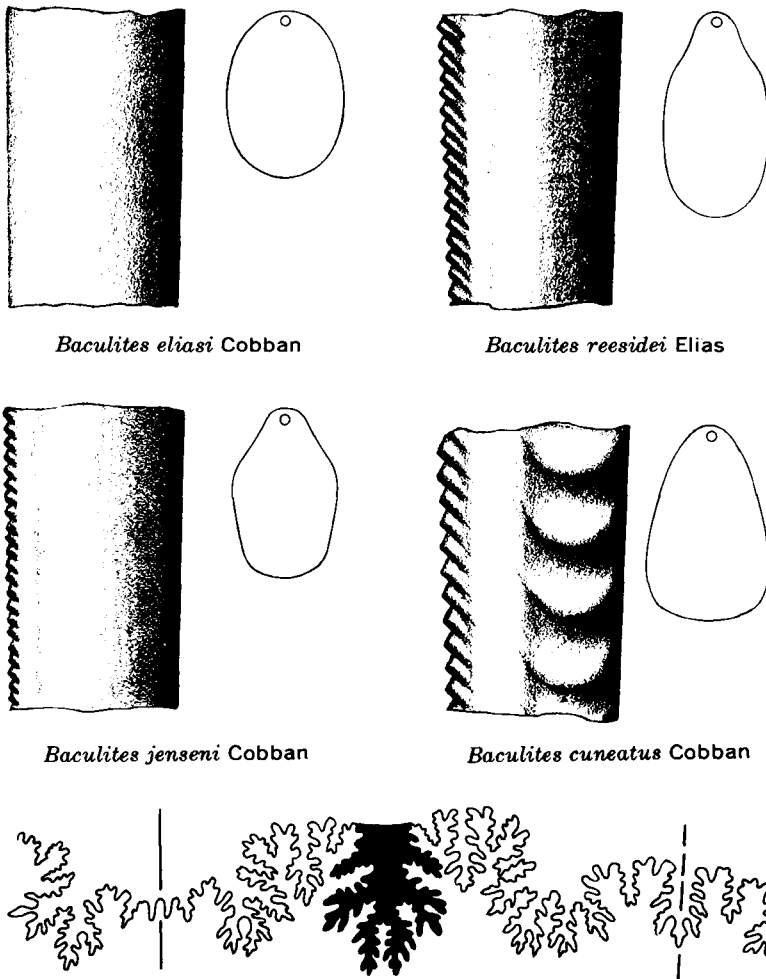 Baculites eliasi Cobban
Baculites reesidei Elias
Baculites jenseni Cobban
Baculites cuneatus Cobban